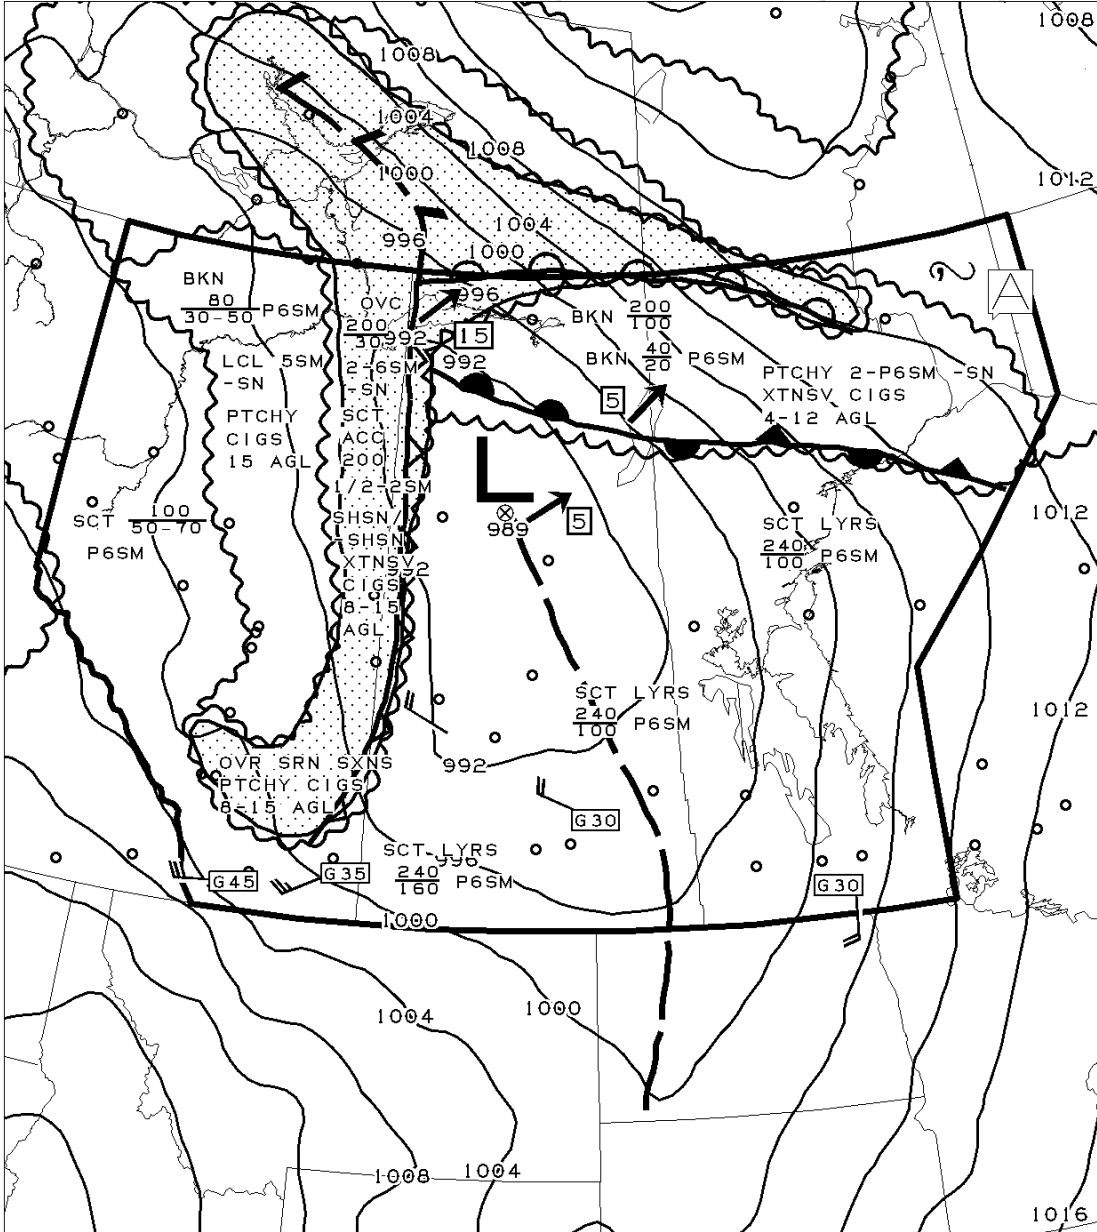 1008
1008
1004
1008
1000
1012
1004
996
1000
BKN
80
30-50 P6SM
LCL 5SM
-SN
PTCHY
CIGS
15 AGL
OVC
200
30
992
2-6SM
-SN
SCT
ACC
200
1/2-2SM
SHSN/
-SHSN
XTNSV
CIGS
8-15
AGL
992
996
15
992
BKN 200
100
BKN 40
20 P6SM
5
A
PTCHY 2-P6SM -SN
XTNSV CIGS
4-12 AGL
L
989
5
SCT 100
50-70
P6SM
SCT LYRS
240
100 P6SM
1012
SCT LYRS
240
100 P6SM
1012
992
OVR SRN SXNS
PTCHY CIGS
8-15 AGL
G30
SCT LYRS
996
240
160 P6SM
G45
G35
G30
1000
1004
1000
1008
1004
1016